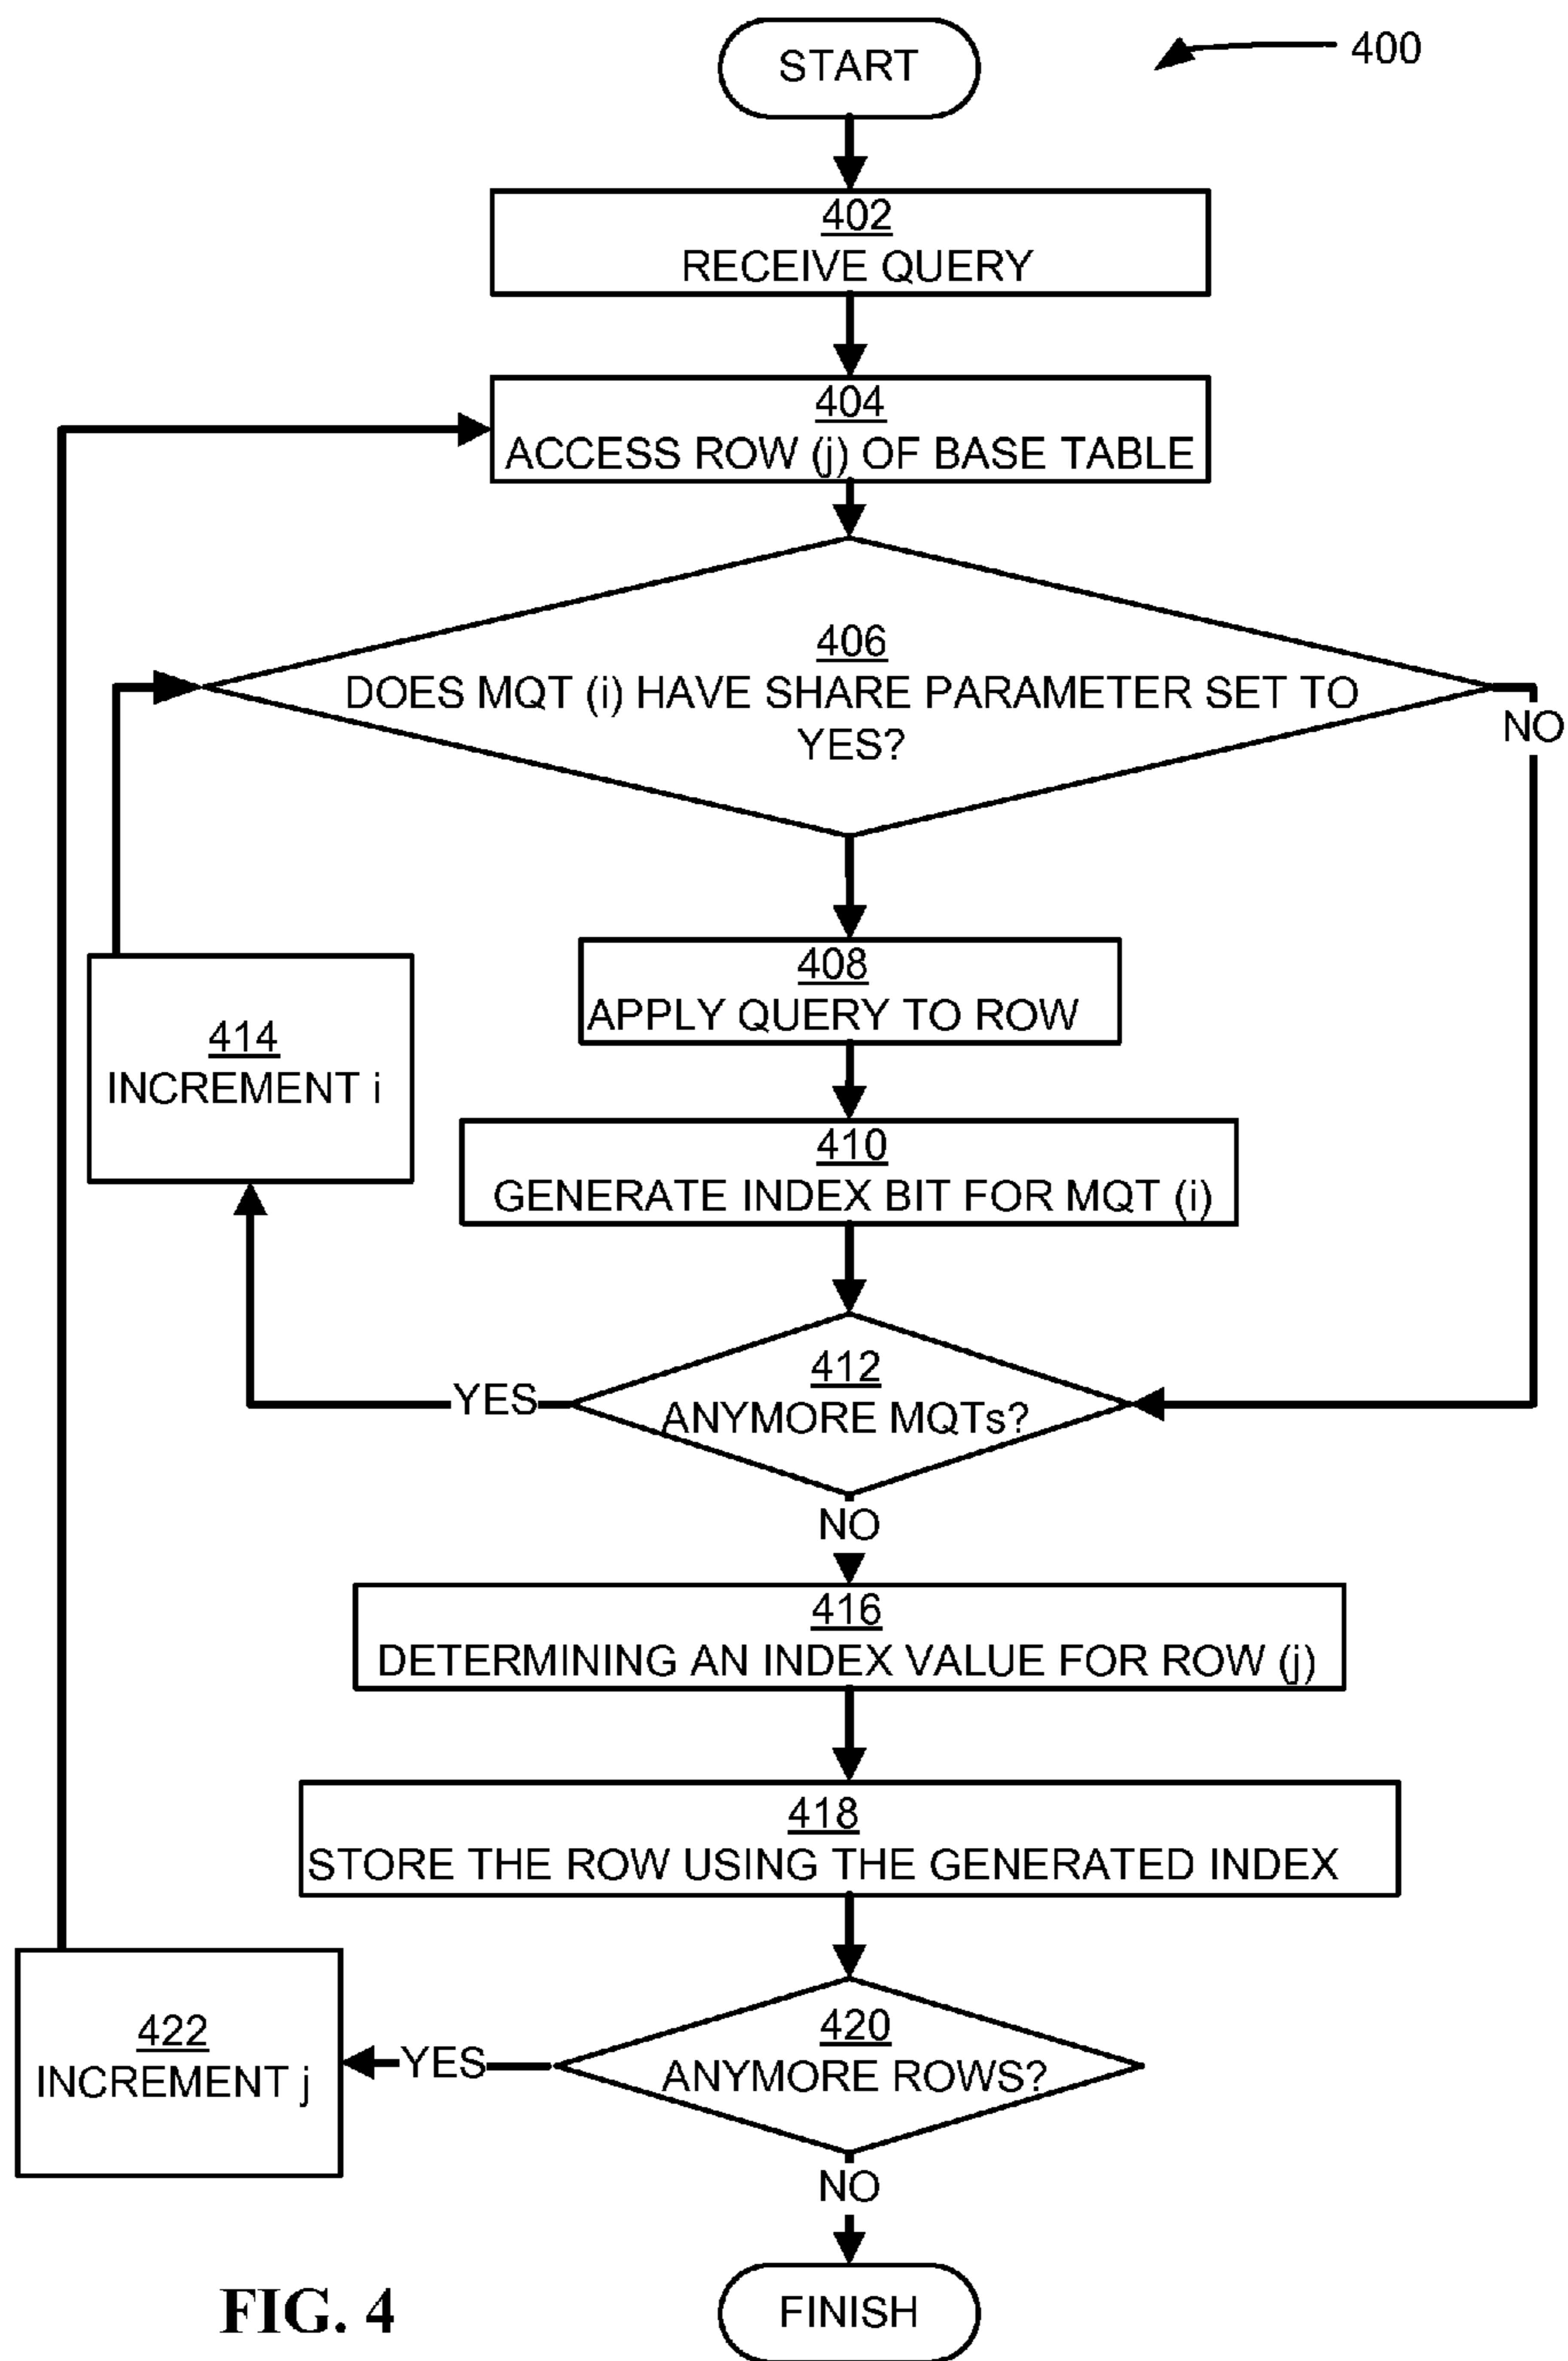 START
400
402
RECEIVE QUERY
404
ACCESS ROW (j) OF BASE TABLE
406
DOES MQT (i) HAVE SHARE PARAMETER SET TO
YES?
NO
408
APPLY QUERY TO ROW
414
INCREMENT i
410
GENERATE INDEX BIT FOR MQT (i)
412
ANYMORE MQTs?
YES
NO
416
DETERMINING AN INDEX VALUE FOR ROW (j)
418
STORE THE ROW USING THE GENERATED INDEX
420
ANYMORE ROWS?
YES
422
INCREMENT j
NO
FINISH
FIG. 4